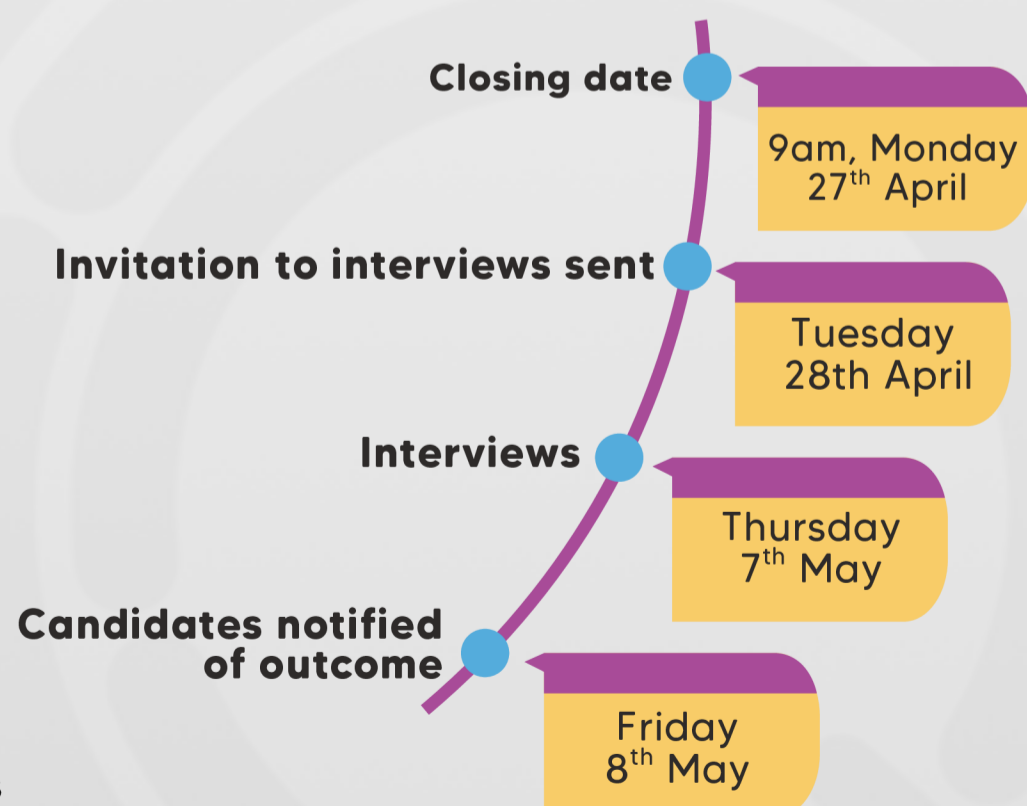 Closing date
9am, Monday
27th April
Invitation to interviews sent
Tuesday
28th April
Interviews
Thursday
7th May
Candidates notified
of outcome
Friday
8th May